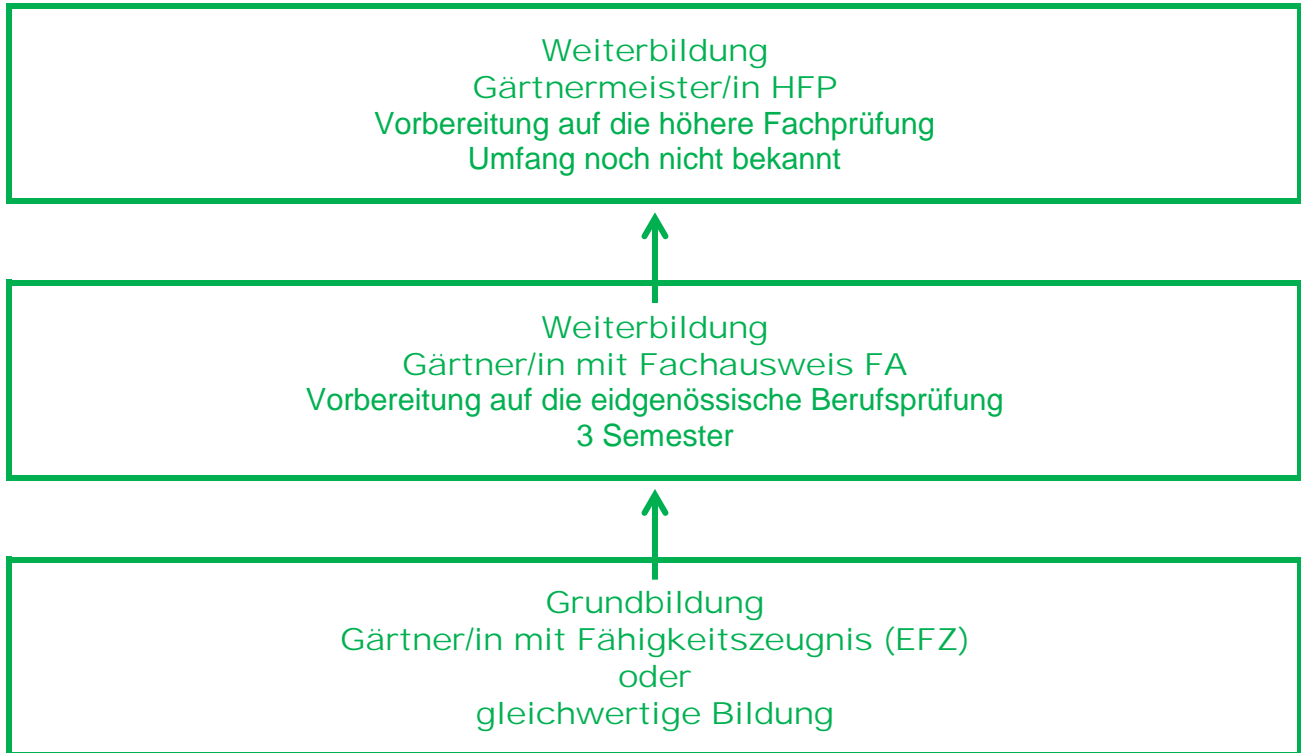 Weiterbildung
Gärtnermeister/in HFP
Vorbereitung auf die höhere Fachprüfung
Umfang noch nicht bekannt
Weiterbildung
Gärtner/in mit Fachausweis FA
Vorbereitung auf die eidgenössische Berufsprüfung
3 Semester
Grundbildung
Gärtner/in mit Fähigkeitszeugnis (EFZ)
oder
gleichwertige Bildung